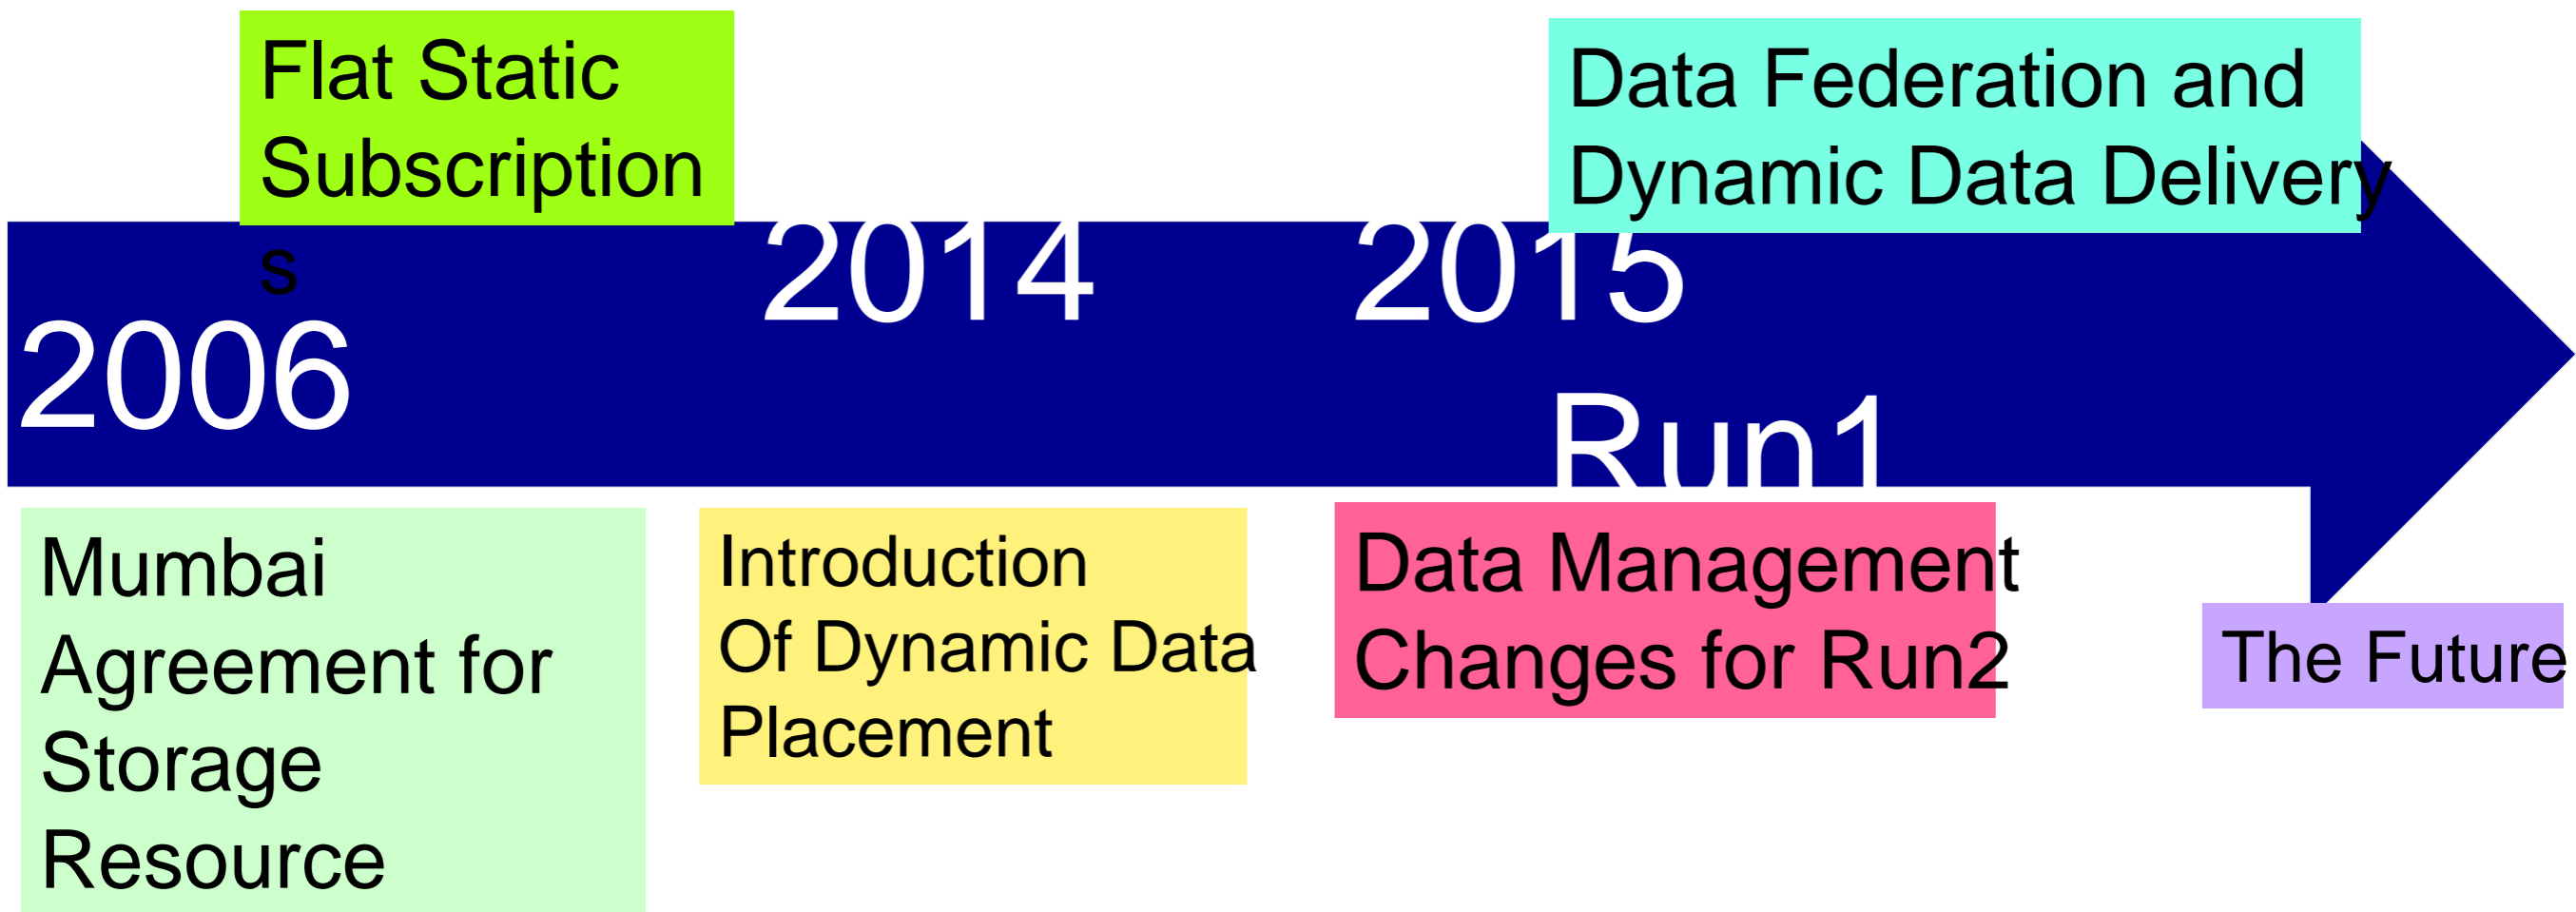 Flat Static
Subscription
s
Data Federation and
Dynamic Data Delivery
2006
2014
2015
Run1
Mumbai
Agreement for
Storage
Resource
Introduction
Of Dynamic Data
Placement
Data Management
Changes for Run2
The Future